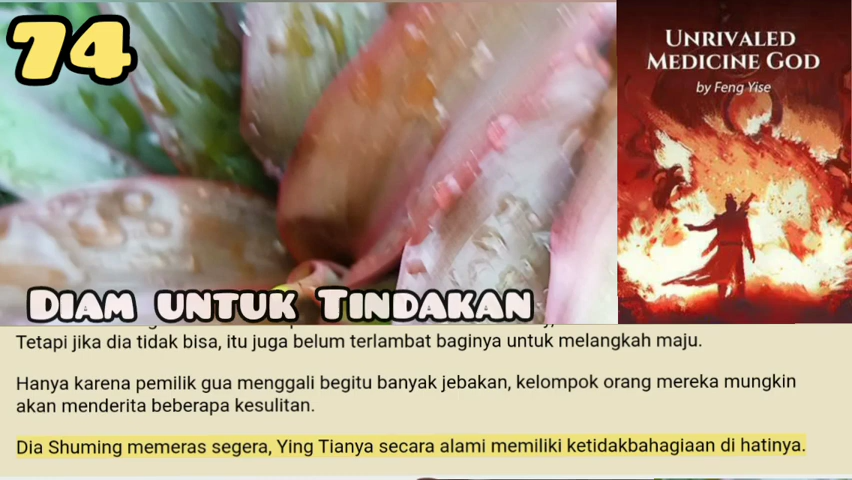 74
UNRIVALED
MEDICINE GOD
by Feng Yise
DIAM UNTUK TINDAKAN
Tetapi jika dia tidak bisa, itu juga belum terlambat baginya untuk melangkah maju.
Hanya karena pemilik gua menggali begitu banyak jebakan, kelompok orang mereka mungkin
akan menderita beberapa kesulitan.
Dia Shuming memeras segera, Ying Tianya secara alami memiliki ketidakbahagiaan di hatinya.